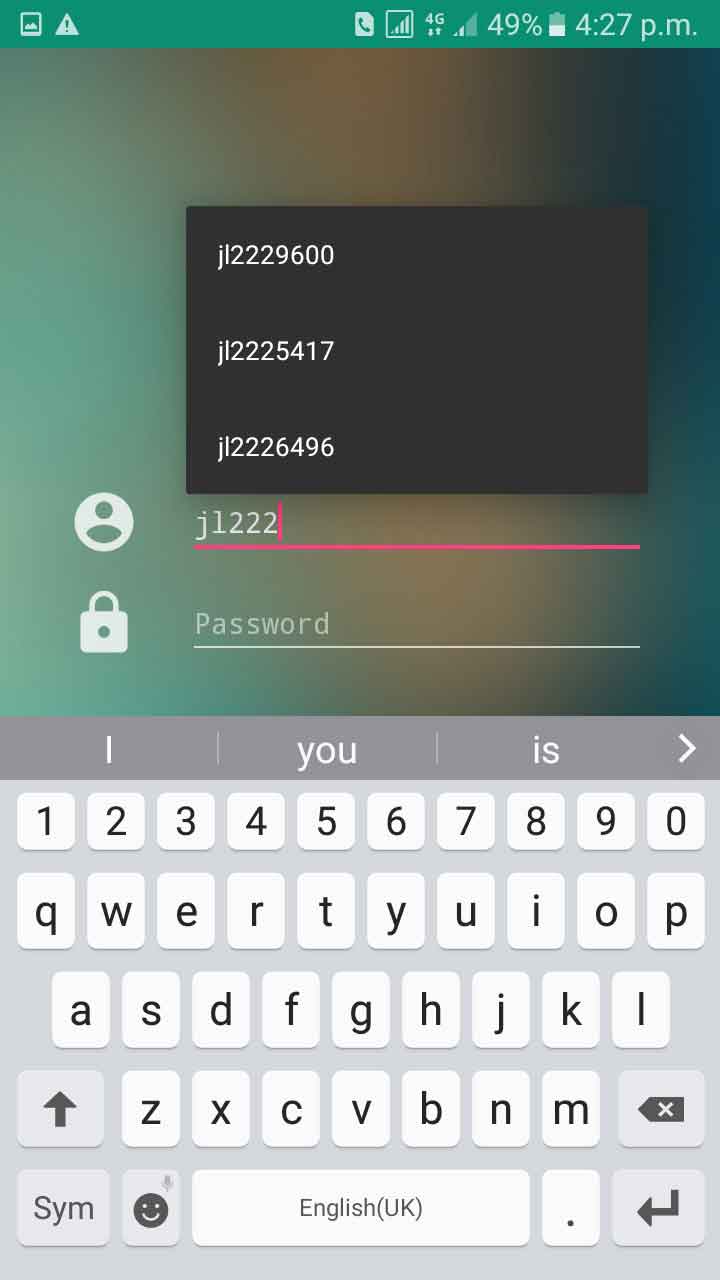 4G 49% 4:27 p.m.
jl2229600
jl2225417
jl2226496
jl222
Password
I you is
1 2 3 4 5 6 7 8 9 0
q w e r t y u i o p
a s d f g h j k l
z x c v b n m
Sym English(UK) .